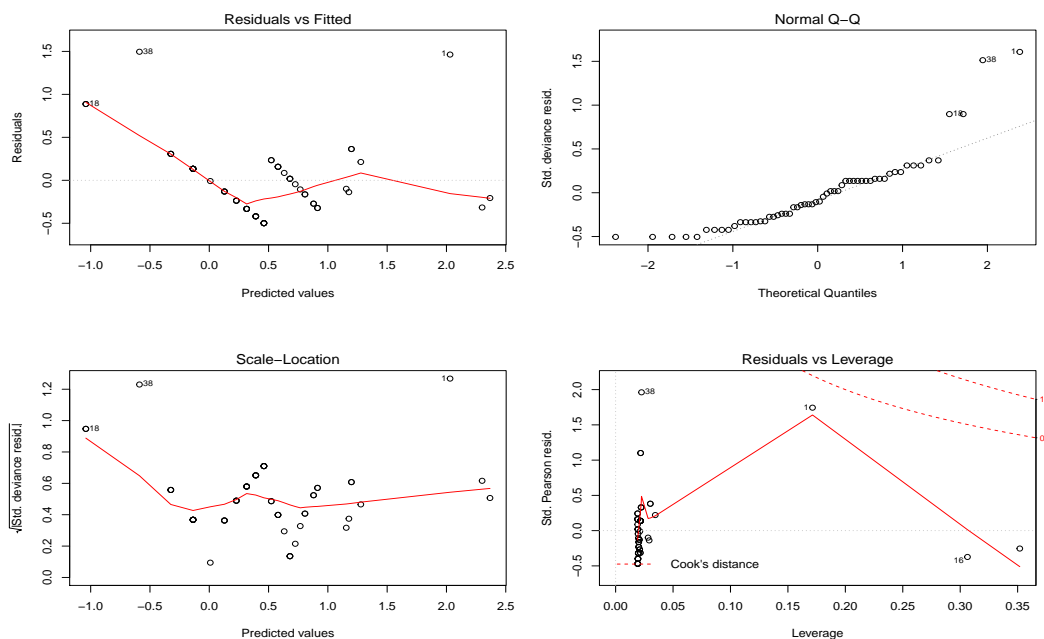 Residuals vs Fitted
Residuals
1.5
1.0
0.5
0.0
−0.5
38
1
18
−1.0 −0.5 0.0 0.5 1.0 1.5 2.0 2.5
Predicted values
Normal Q−Q
Std. deviance resid.
1.5
1.0
0.5
0.0
−0.5
1
38
18
−2 −1 0 1 2
Theoretical Quantiles
Scale−Location
√|Std. deviance resid.|
1.2
1.0
0.8
0.6
0.4
0.2
0.0
38
1
18
−1.0 −0.5 0.0 0.5 1.0 1.5 2.0 2.5
Predicted values
Residuals vs Leverage
Std. Pearson resid.
2.0
1.5
1.0
0.5
0.0
−0.5
38
1
16
1
Cook's distance
0.00 0.05 0.10 0.15 0.20 0.25 0.30 0.35
Leverage